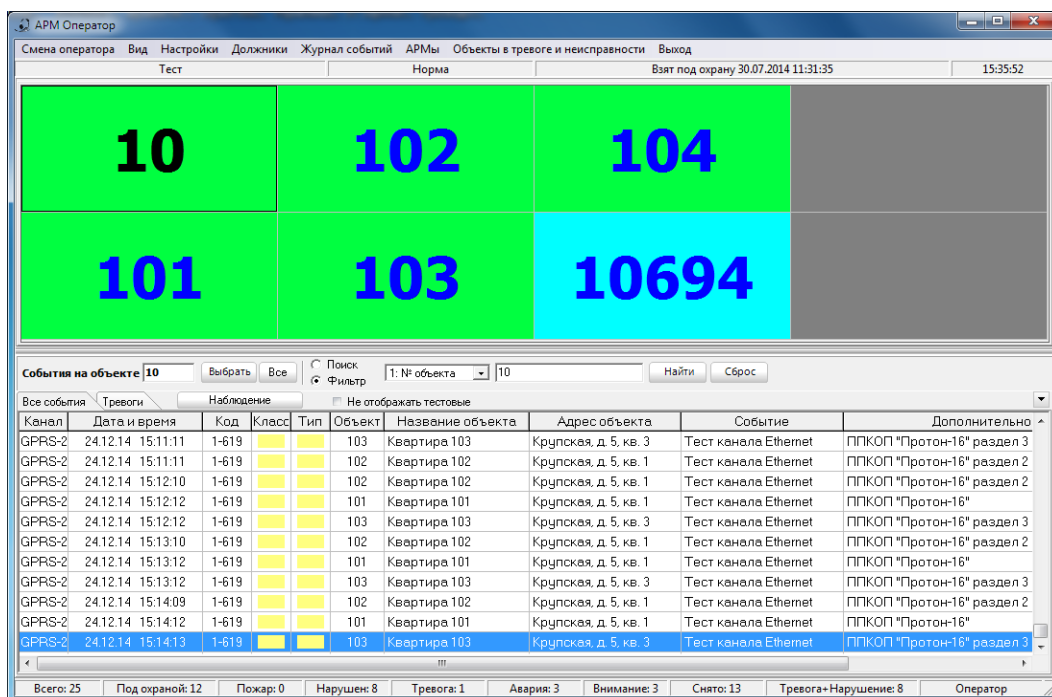 АРМ Оператор
Смена оператора Вид Настройки Должники Журнал событий АРМы Объекты в тревоге и неисправности Выход
Тест Норма Взят под охрану 30.07.2014 11:31:35 15:35:52
10 102 104
101 103 10694
События на объекте 10 Выбрать Все Поиск Фильтр 1: № объекта 10 Найти Сброс
Все события Тревоги Наблюдение Не отображать тестовые
Канал Дата и время Код Класс Тип Объект Название объекта Адрес объекта Событие Дополнительно
GPRS-2 24.12.14 15:11:11 1-619 103 Квартира 103 Крупская, д. 5, кв. 3 Тест канала Ethernet ППКОП "Протон-16" раздел 3
GPRS-2 24.12.14 15:11:11 1-619 102 Квартира 102 Крупская, д. 5, кв. 1 Тест канала Ethernet ППКОП "Протон-16" раздел 2
GPRS-2 24.12.14 15:12:10 1-619 102 Квартира 102 Крупская, д. 5, кв. 1 Тест канала Ethernet ППКОП "Протон-16" раздел 2
GPRS-2 24.12.14 15:12:12 1-619 101 Квартира 101 Крупская, д. 5, кв. 1 Тест канала Ethernet ППКОП "Протон-16"
GPRS-2 24.12.14 15:12:12 1-619 103 Квартира 103 Крупская, д. 5, кв. 3 Тест канала Ethernet ППКОП "Протон-16" раздел 3
GPRS-2 24.12.14 15:13:10 1-619 102 Квартира 102 Крупская, д. 5, кв. 1 Тест канала Ethernet ППКОП "Протон-16" раздел 2
GPRS-2 24.12.14 15:13:12 1-619 101 Квартира 101 Крупская, д. 5, кв. 1 Тест канала Ethernet ППКОП "Протон-16"
GPRS-2 24.12.14 15:13:12 1-619 103 Квартира 103 Крупская, д. 5, кв. 3 Тест канала Ethernet ППКОП "Протон-16" раздел 3
GPRS-2 24.12.14 15:14:09 1-619 102 Квартира 102 Крупская, д. 5, кв. 1 Тест канала Ethernet ППКОП "Протон-16" раздел 2
GPRS-2 24.12.14 15:14:12 1-619 101 Квартира 101 Крупская, д. 5, кв. 1 Тест канала Ethernet ППКОП "Протон-16"
GPRS-2 24.12.14 15:14:13 1-619 103 Квартира 103 Крупская, д. 5, кв. 3 Тест канала Ethernet ППКОП "Протон-16" раздел 3
Всего: 25 Под охраной: 12 Пожар: 0 Нарушен: 8 Тревога: 1 Авария: 3 Внимание: 3 Снято: 13 Тревога+Нарушение: 8 Оператор